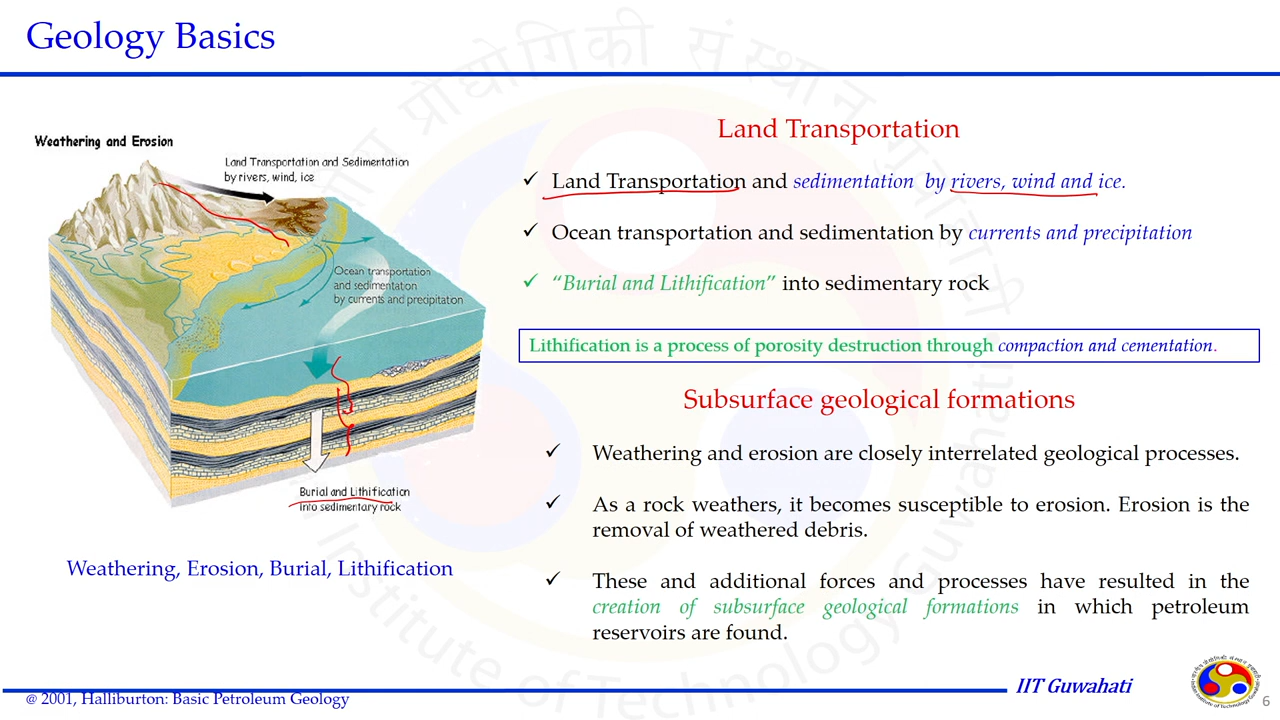 Geology Basics
Weathering and Erosion
Land Transportation and Sedimentation
by rivers, wind, ice
Ocean transportation
and sedimentation
by currents and precipitation
Burial and Lithification
into sedimentary rock
Weathering, Erosion, Burial, Lithification
Land Transportation
✓ Land Transportation and sedimentation by rivers, wind and ice.
✓ Ocean transportation and sedimentation by currents and precipitation
✓ “Burial and Lithification” into sedimentary rock
Lithification is a process of porosity destruction through compaction and cementation.
Subsurface geological formations
✓ Weathering and erosion are closely interrelated geological processes.
✓ As a rock weathers, it becomes susceptible to erosion. Erosion is the
removal of weathered debris.
✓ These and additional forces and processes have resulted in the
creation of subsurface geological formations in which petroleum
reservoirs are found.
@ 2001, Halliburton: Basic Petroleum Geology
IIT Guwahati
6
Institute of Technology Guwahati